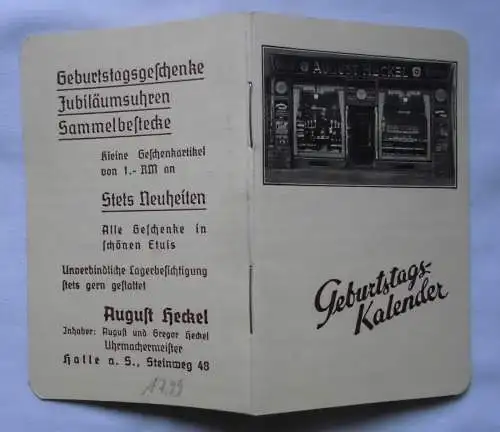 Geburtstagsgeschenke
Jubiläumsuhren
Sammelbestecke
Kleine Geschenkartikel
von 1.- RM an
Stets Neuheiten
Alle Geschenke in
schönen Etuis
Unverbindliche Lagerbesichtigung
stets gern gestattet
August Heckel
Inhaber: August und Gregor Heckel
Uhrmachermeister
Halle a. S., Steinweg 48
1799
AUGUST HECKEL
Geburtstags-
Kalender